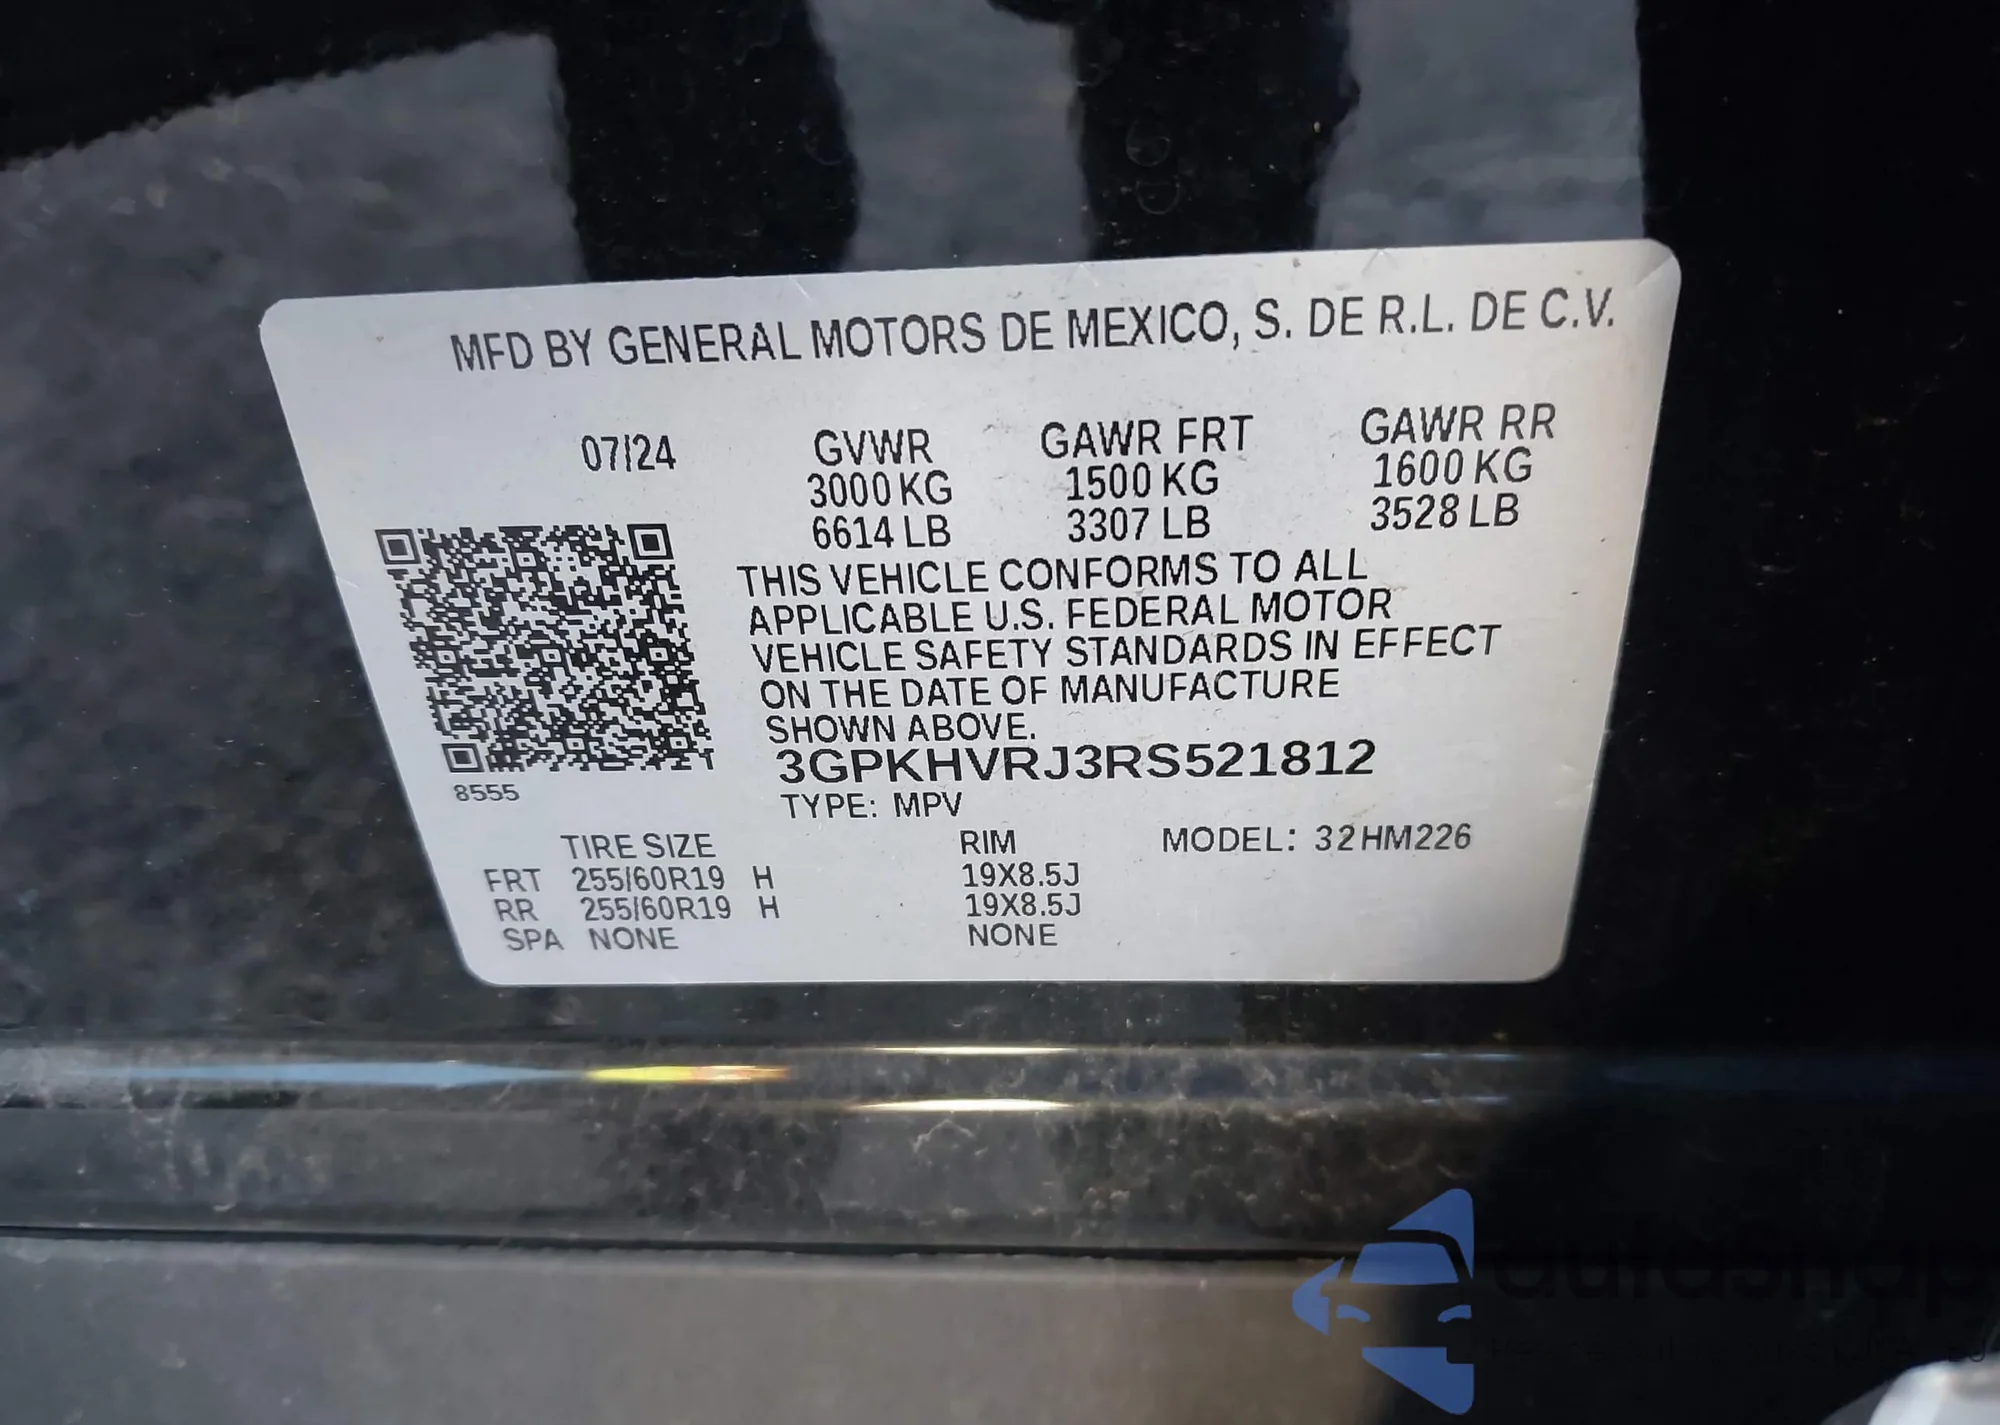 MFD BY GENERAL MOTORS DE MEXICO, S. DE R.L. DE C.V.
07/24 GVWR GAWR FRT GAWR RR
3000 KG 1500 KG 1600 KG
6614 LB 3307 LB 3528 LB
THIS VEHICLE CONFORMS TO ALL
APPLICABLE U.S. FEDERAL MOTOR
VEHICLE SAFETY STANDARDS IN EFFECT
ON THE DATE OF MANUFACTURE
SHOWN ABOVE.
3GPKHVRJ3RS521812
8555
TYPE: MPV
TIRE SIZE RIM MODEL: 32HM226
FRT 255/60R19 H 19X8.5J
RR 255/60R19 H 19X8.5J
SPA NONE NONE